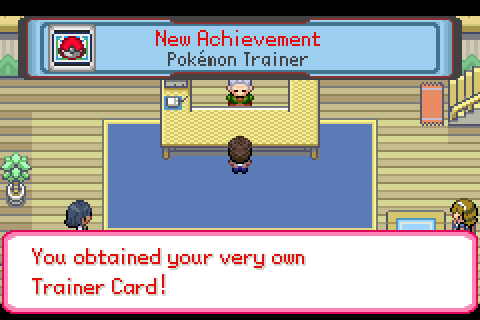 New Achievement
Pokémon Trainer
You obtained your very own
Trainer Card!